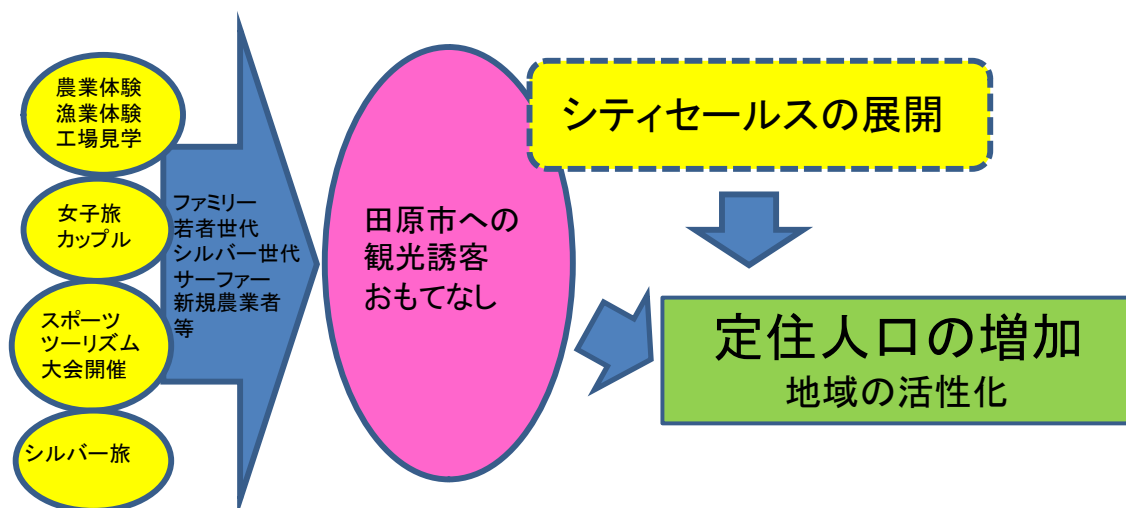 農業体験
漁業体験
工場見学
女子旅
カップル
スポーツ
ツーリズム
大会開催
シルバー旅
ファミリー
若者世代
シルバー世代
サーファー
新規農業者
等
田原市への
観光誘客
おもてなし
シティセールスの展開
定住人口の増加
地域の活性化